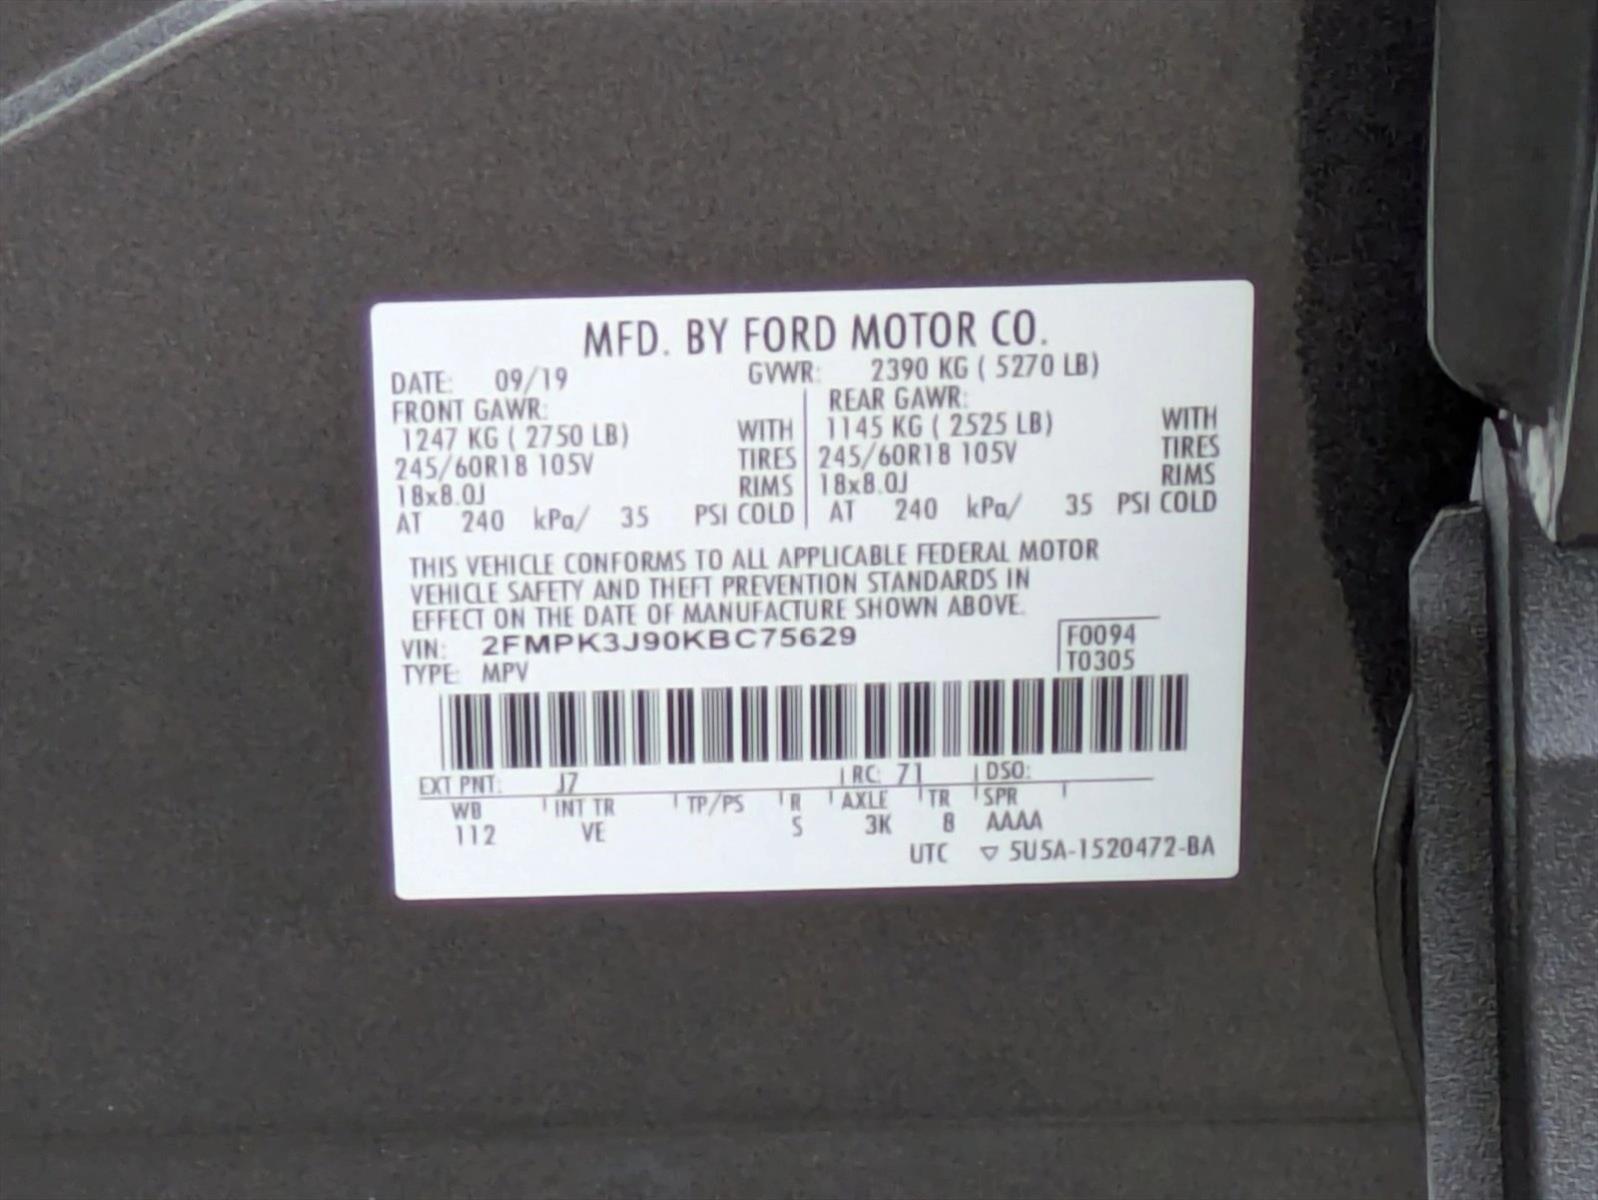 MFD. BY FORD MOTOR CO.
DATE: 09/19 GVWR: 2390 KG ( 5270 LB)
FRONT GAWR: REAR GAWR:
1247 KG ( 2750 LB) WITH 1145 KG ( 2525 LB) WITH
245/60R18 105V TIRES 245/60R18 105V TIRES
18x8.0J RIMS 18x8.0J RIMS
AT 240 kPa/ 35 PSI COLD AT 240 kPa/ 35 PSI COLD
THIS VEHICLE CONFORMS TO ALL APPLICABLE FEDERAL MOTOR
VEHICLE SAFETY AND THEFT PREVENTION STANDARDS IN
EFFECT ON THE DATE OF MANUFACTURE SHOWN ABOVE.
VIN: 2FMPK3J90KBC75629 F0094
TYPE: MPV T0305
EXT PNT: J7 RC: 71 DSO:
WB INT TR TP/PS R AXLE TR SPR
112 VE S 3K 8 AAAA
UTC ▽ 5U5A-1520472-BA